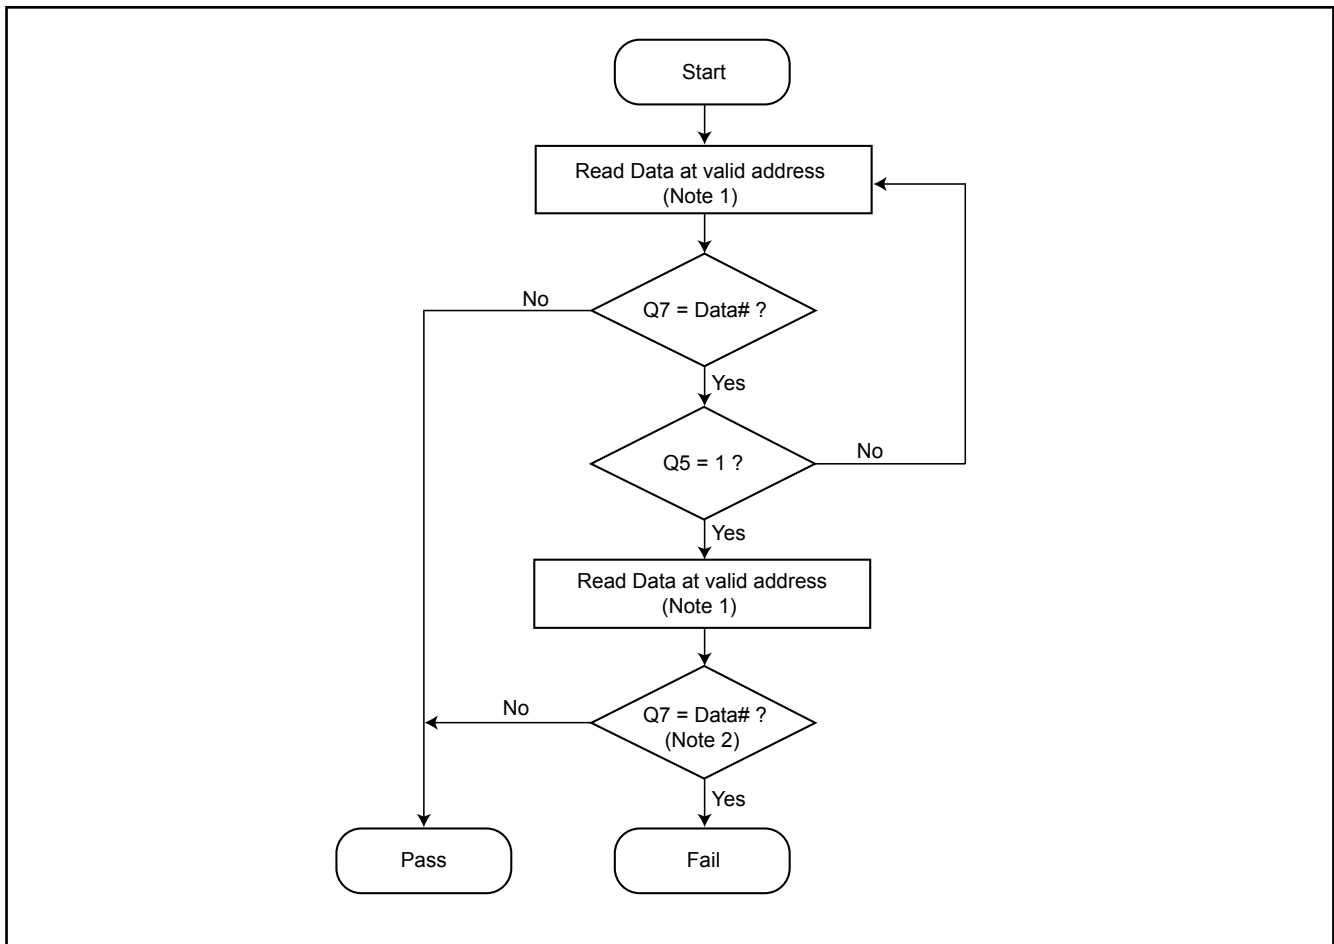 Start
Read Data at valid address
(Note 1)
No
Q7 = Data# ?
Yes
Q5 = 1 ?
No
Yes
Read Data at valid address
(Note 1)
No
Q7 = Data# ?
(Note 2)
Yes
Pass
Fail